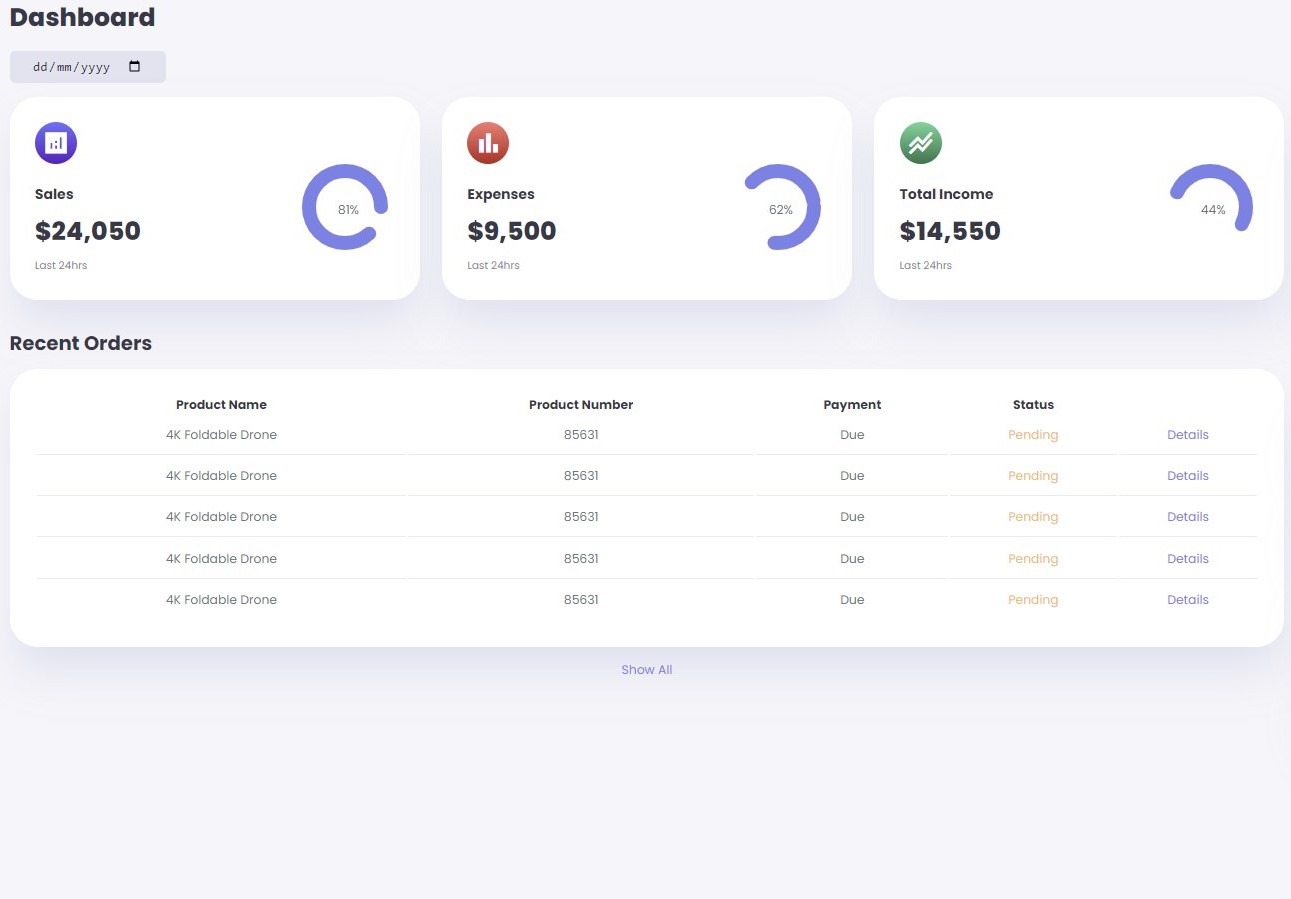 Dashboard
dd/mm/yyyy
Sales
$24,050
Last 24hrs
81%
Expenses
$9,500
Last 24hrs
62%
Total Income
$14,550
Last 24hrs
44%
Recent Orders
Product Name Product Number Payment Status
4K Foldable Drone 85631 Due Pending Details
4K Foldable Drone 85631 Due Pending Details
4K Foldable Drone 85631 Due Pending Details
4K Foldable Drone 85631 Due Pending Details
4K Foldable Drone 85631 Due Pending Details
Show All